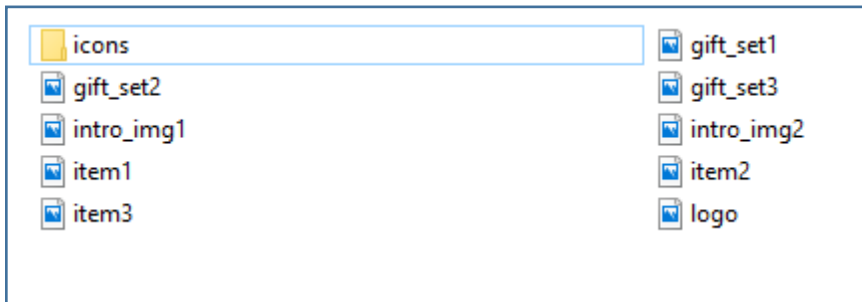 icons
gift_set1
gift_set2
gift_set3
intro_img1
intro_img2
item1
item2
item3
logo